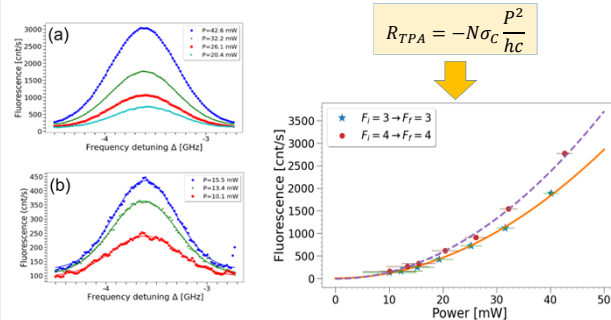 (a)
P=42.6 mW
P=32.2 mW
P=26.1 mW
P=20.4 mW
Fluorescence [cnt/s]
3000
2500
2000
1500
1000
500
-4
-3
Frequency detuning Δ [GHz]
(b)
P=15.5 mW
P=13.4 mW
P=10.1 mW
Fluorescence (cnt/s)
450
400
350
300
250
200
150
100
-4
-3
Frequency detuning Δ [GHz]
R_TPA = −Nσ_C P²/hc
F_i = 3 → F_f = 3
F_i = 4 → F_f = 4
Fluorescence [cnt/s]
4000
3500
3000
2500
2000
1500
1000
500
0
0
10
20
30
40
50
Power [mW]